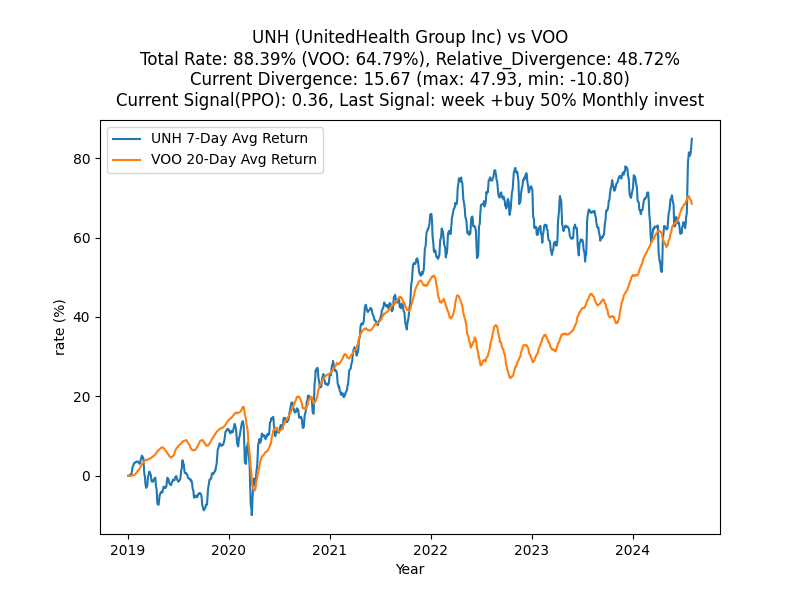 UNH (UnitedHealth Group Inc) vs VOO
Total Rate: 88.39% (VOO: 64.79%), Relative_Divergence: 48.72%
Current Divergence: 15.67 (max: 47.93, min: -10.80)
Current Signal(PPO): 0.36, Last Signal: week +buy 50% Monthly invest
UNH 7-Day Avg Return
VOO 20-Day Avg Return
80
60
40
20
0
rate (%)
2019 2020 2021 2022 2023 2024
Year